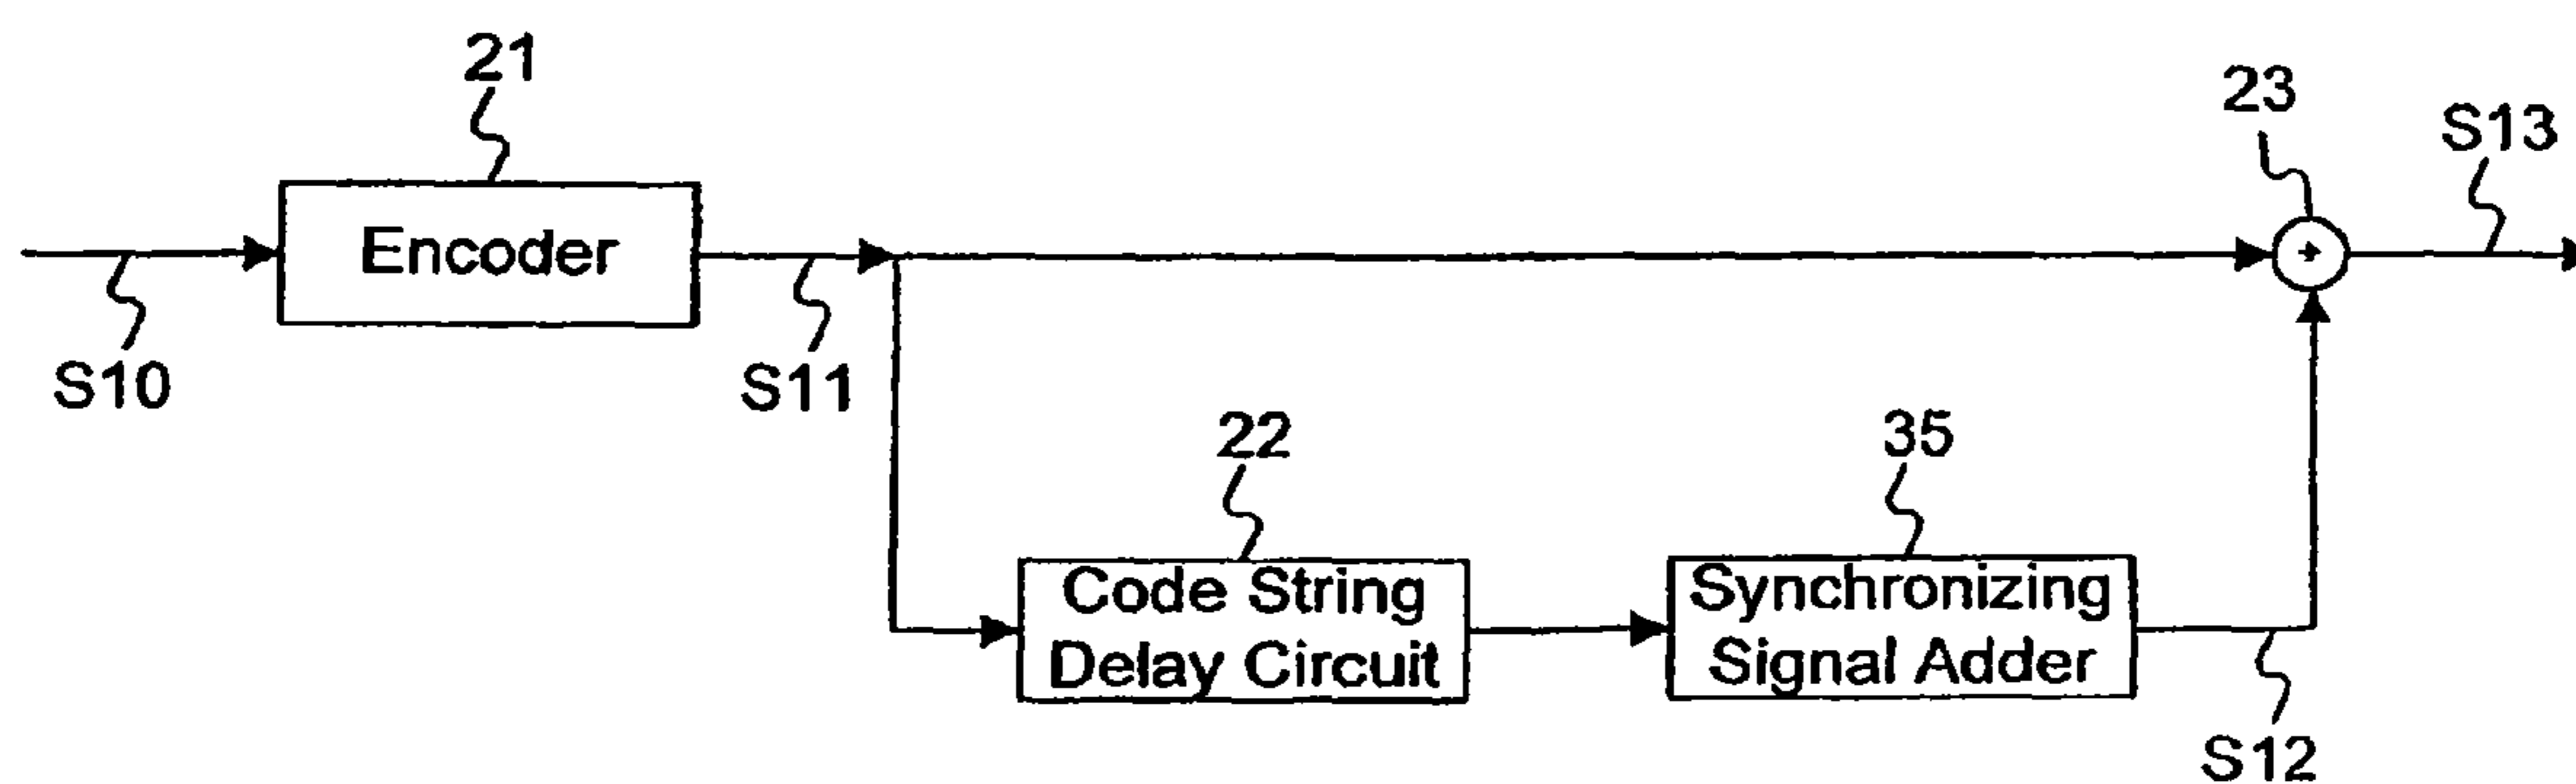 21
23
S13
Encoder
+
S10
S11
22
35
Code String
Delay Circuit
Synchronizing
Signal Adder
S12